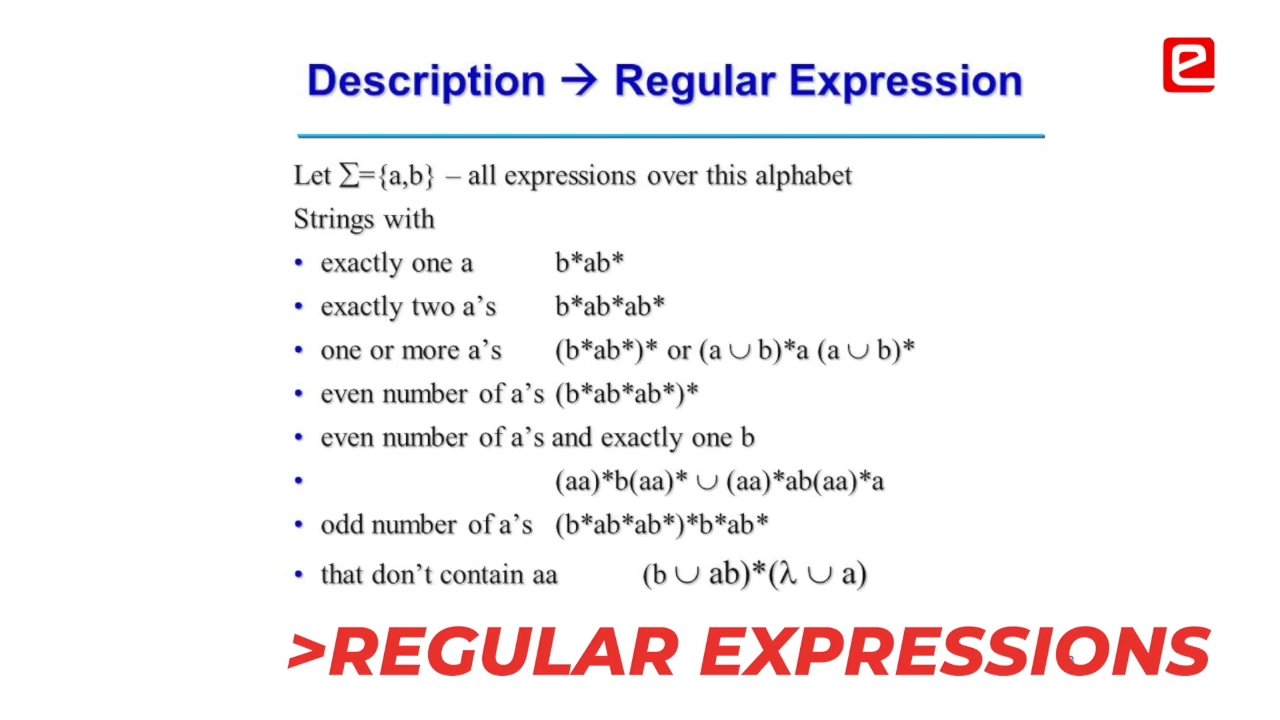 e
Description → Regular Expression
Let ∑={a,b} – all expressions over this alphabet
Strings with
• exactly one a b*ab*
• exactly two a's b*ab*ab*
• one or more a's (b*ab*)* or (a ∪ b)*a (a ∪ b)*
• even number of a's (b*ab*ab*)*
• even number of a's and exactly one b
• (aa)*b(aa)* ∪ (aa)*ab(aa)*a
• odd number of a's (b*ab*ab*)*b*ab*
• that don't contain aa (b ∪ ab)*(λ ∪ a)
>REGULAR EXPRESSIONS